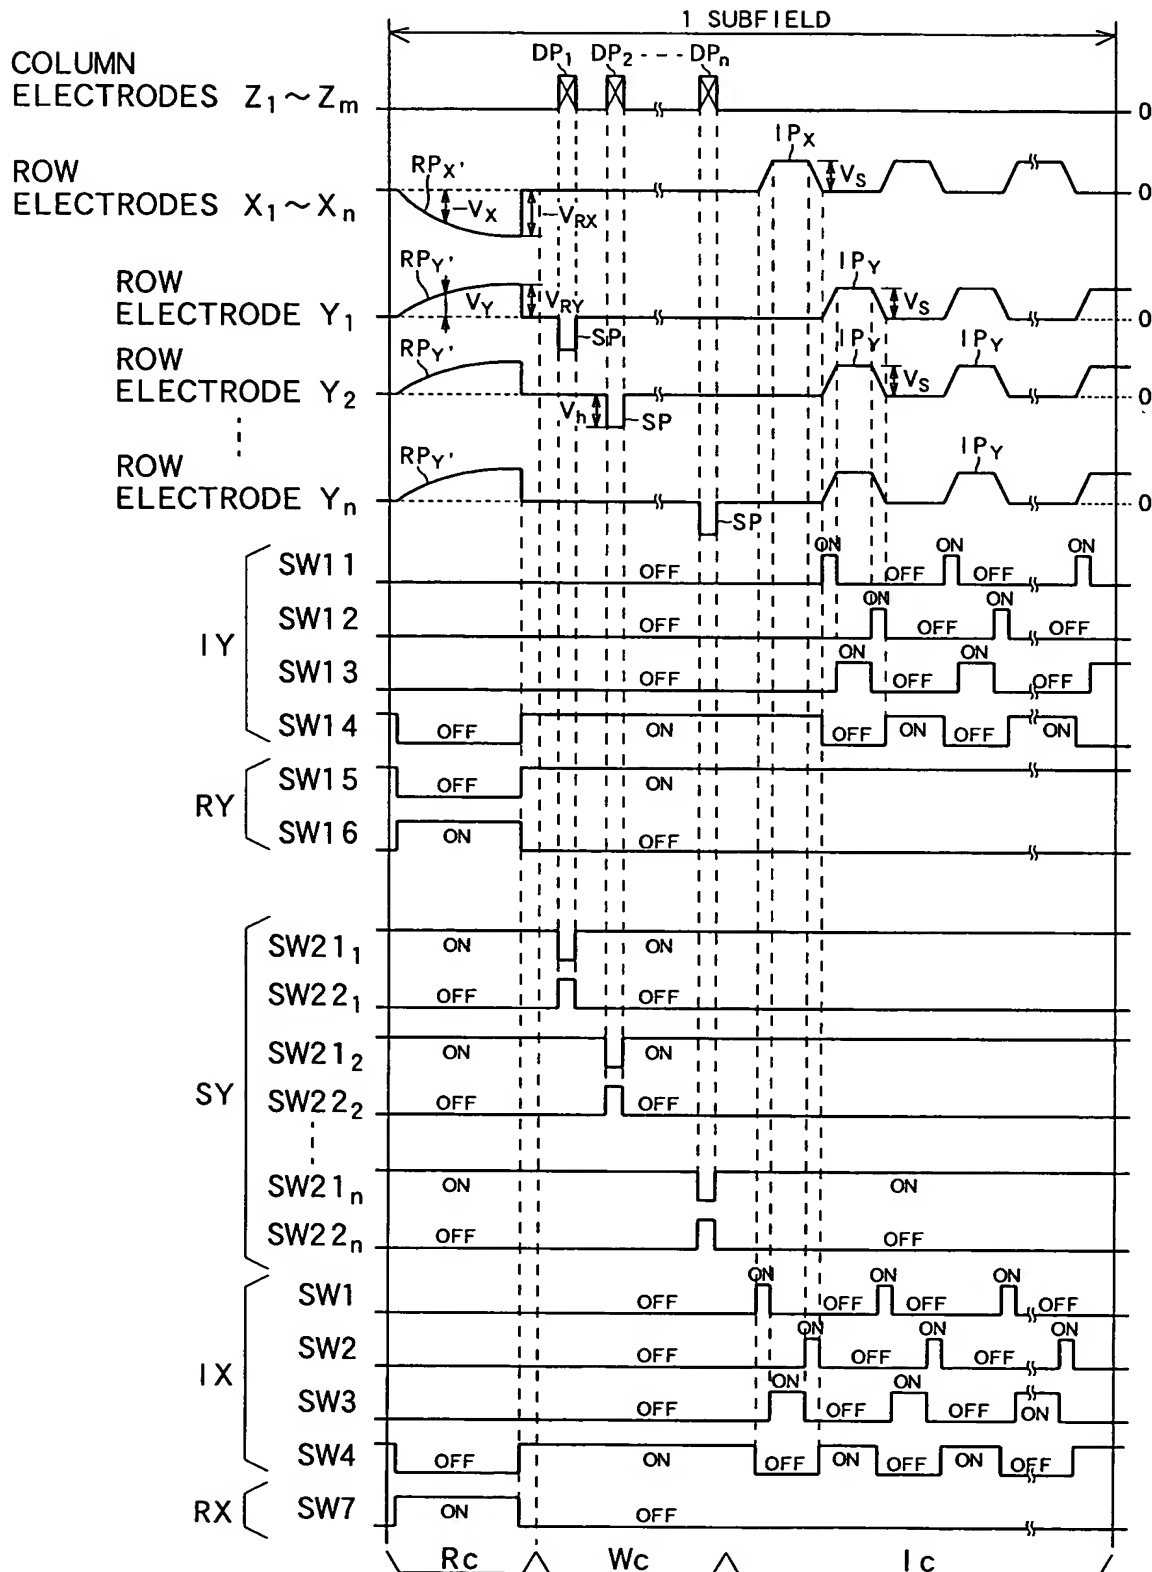 1 SUBFIELD
DP1 DP2 ---- DPn
COLUMN
ELECTRODES Z1～Zm
0
IPX
ROW
ELECTRODES X1～Xn
RPX'
-VX
-VRX
VS
0
ROW
ELECTRODE Y1
RPY'
VY
VRY
SP
IPY
VS
0
ROW
ELECTRODE Y2
RPY'
Vh
SP
IPY
IPY
VS
0
ROW
ELECTRODE Yn
RPY'
SP
IPY
0
IY
SW11
OFF ON OFF ON OFF ON
SW12
OFF ON OFF ON OFF
SW13
OFF ON OFF ON OFF
SW14
OFF ON OFF ON OFF ON
RY
SW15
OFF ON
SW16
ON OFF
SY
SW211
ON ON
SW221
OFF OFF
SW212
ON ON
SW222
OFF OFF
SW21n
ON ON
SW22n
OFF OFF
IX
SW1
OFF ON OFF ON OFF ON OFF
SW2
OFF ON OFF ON OFF ON
SW3
OFF ON OFF ON OFF ON
SW4
OFF ON OFF ON OFF ON OFF
RX
SW7
ON OFF
Rc Wc Ic